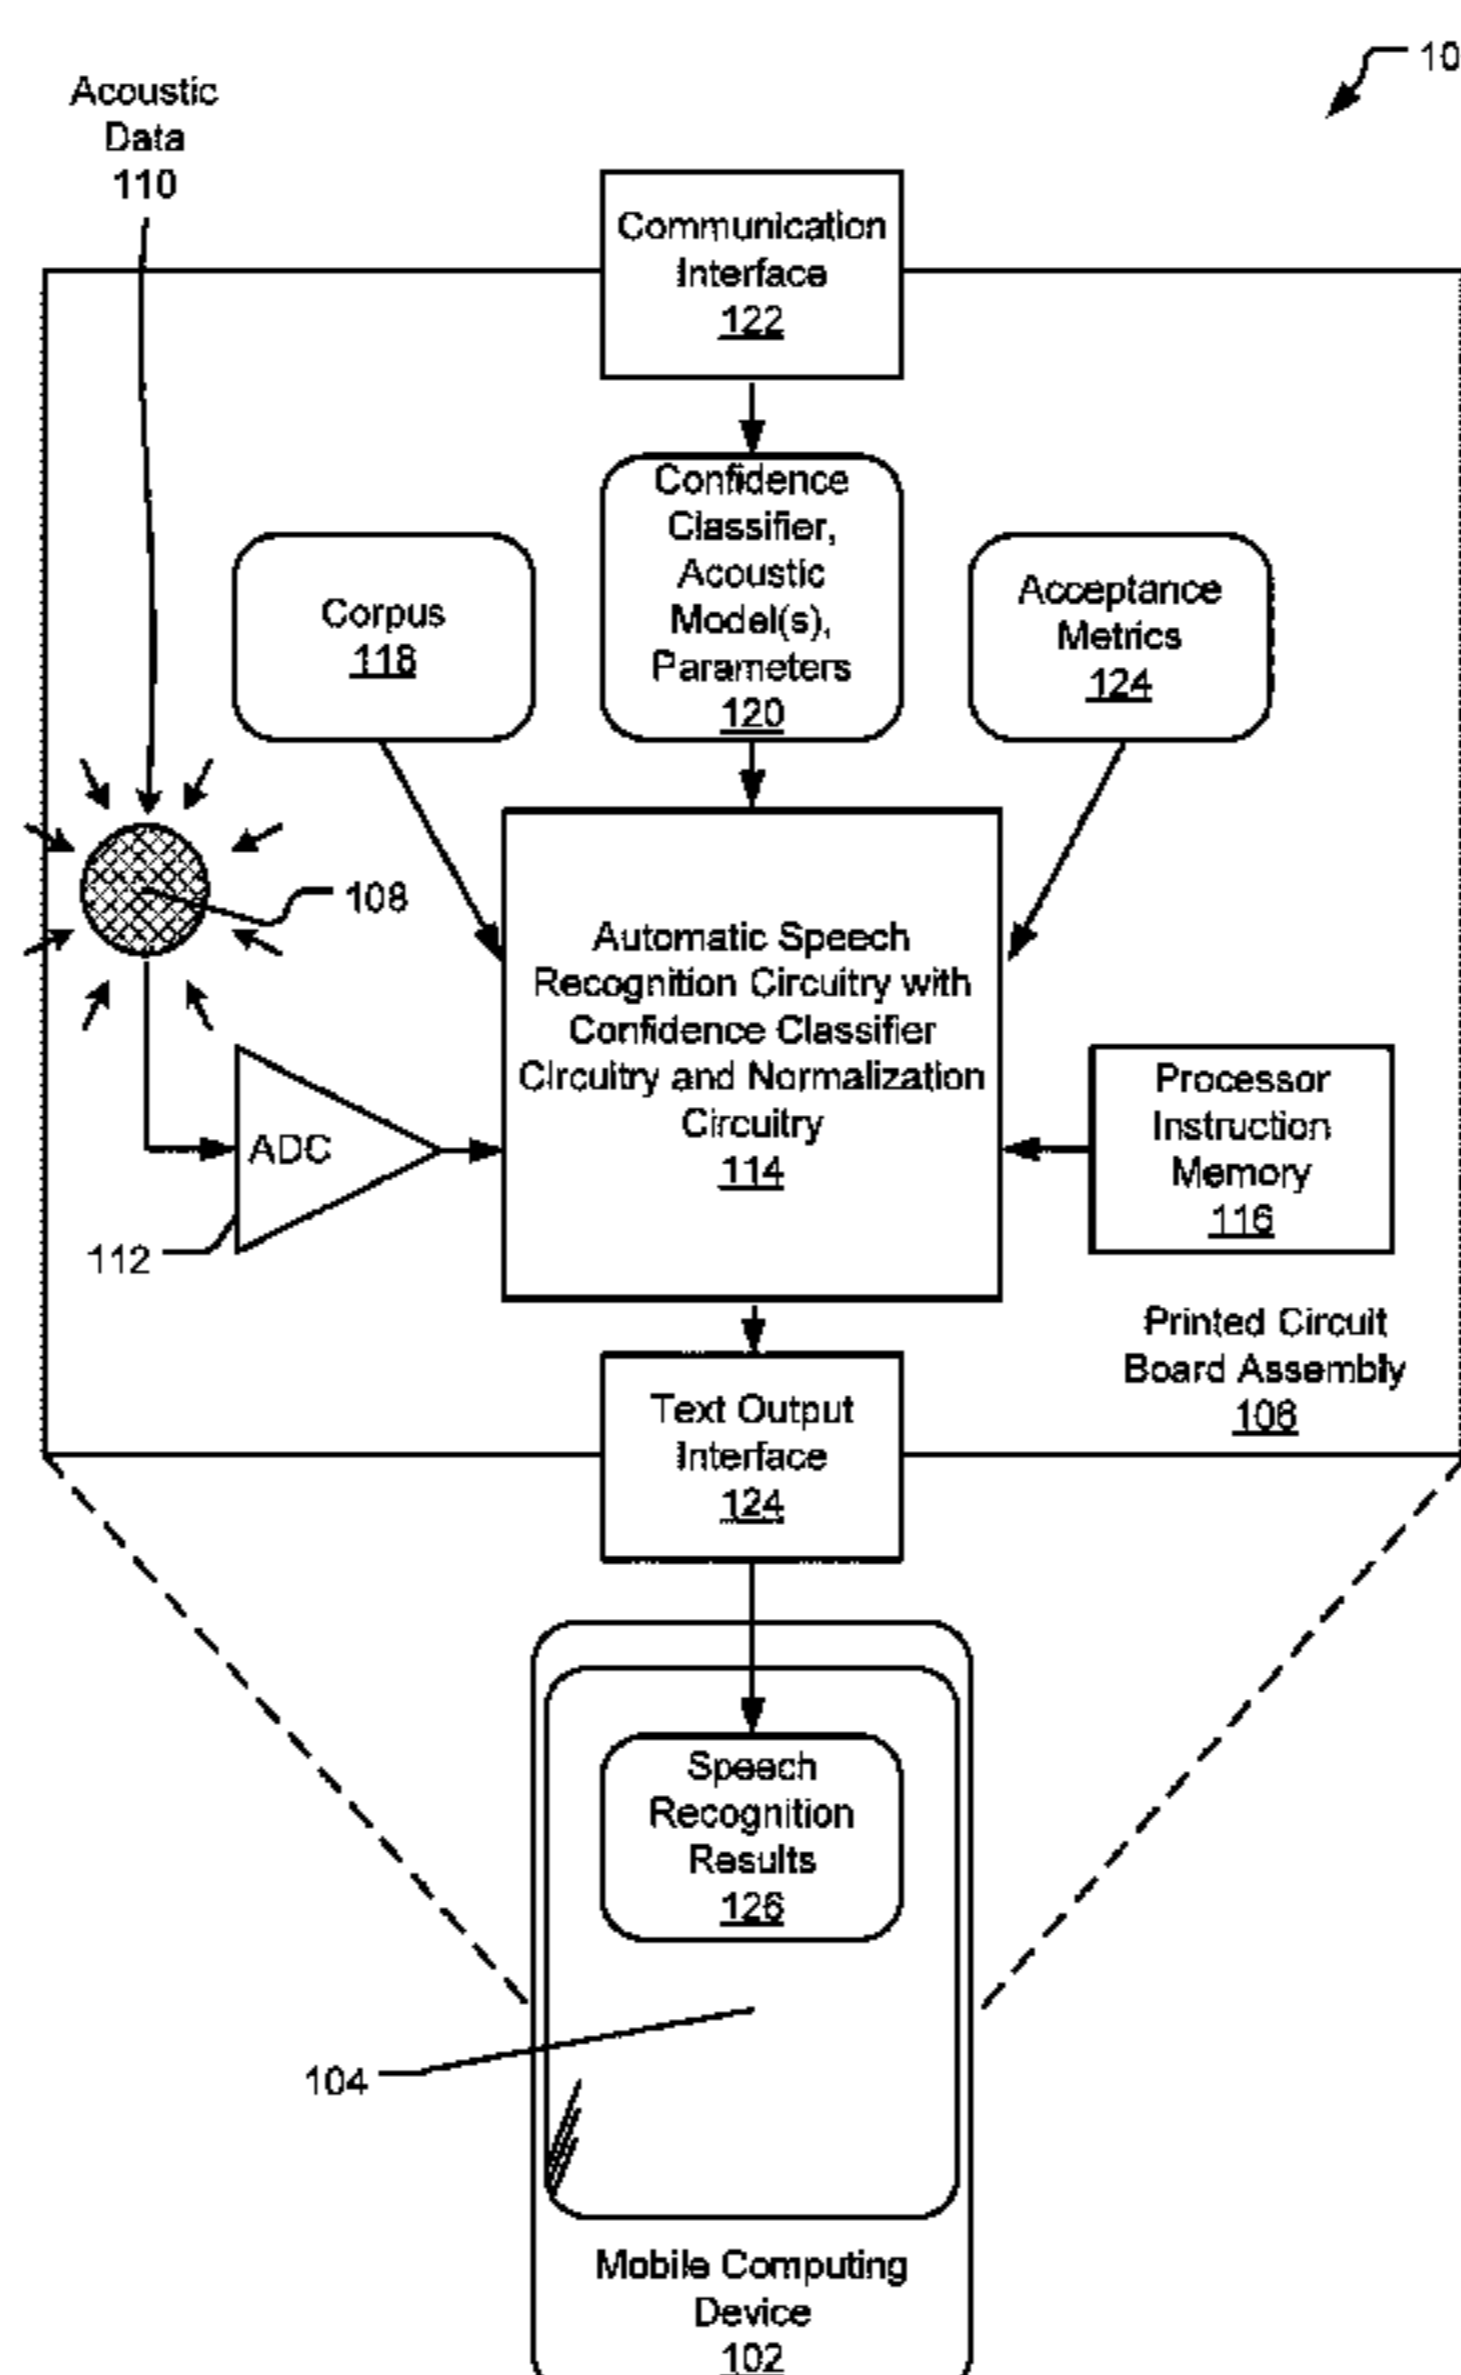 10
Acoustic
Data
110
Communication
Interface
122
Confidence
Classifier,
Acoustic
Model(s),
Parameters
120
Corpus
118
Acceptance
Metrics
124
108
Automatic Speech
Recognition Circuitry with
Confidence Classifier
Circuitry and Normalization
Circuitry
114
ADC
112
Processor
Instruction
Memory
116
Printed Circuit
Board Assembly
106
Text Output
Interface
124
Speech
Recognition
Results
126
104
Mobile Computing
Device
102